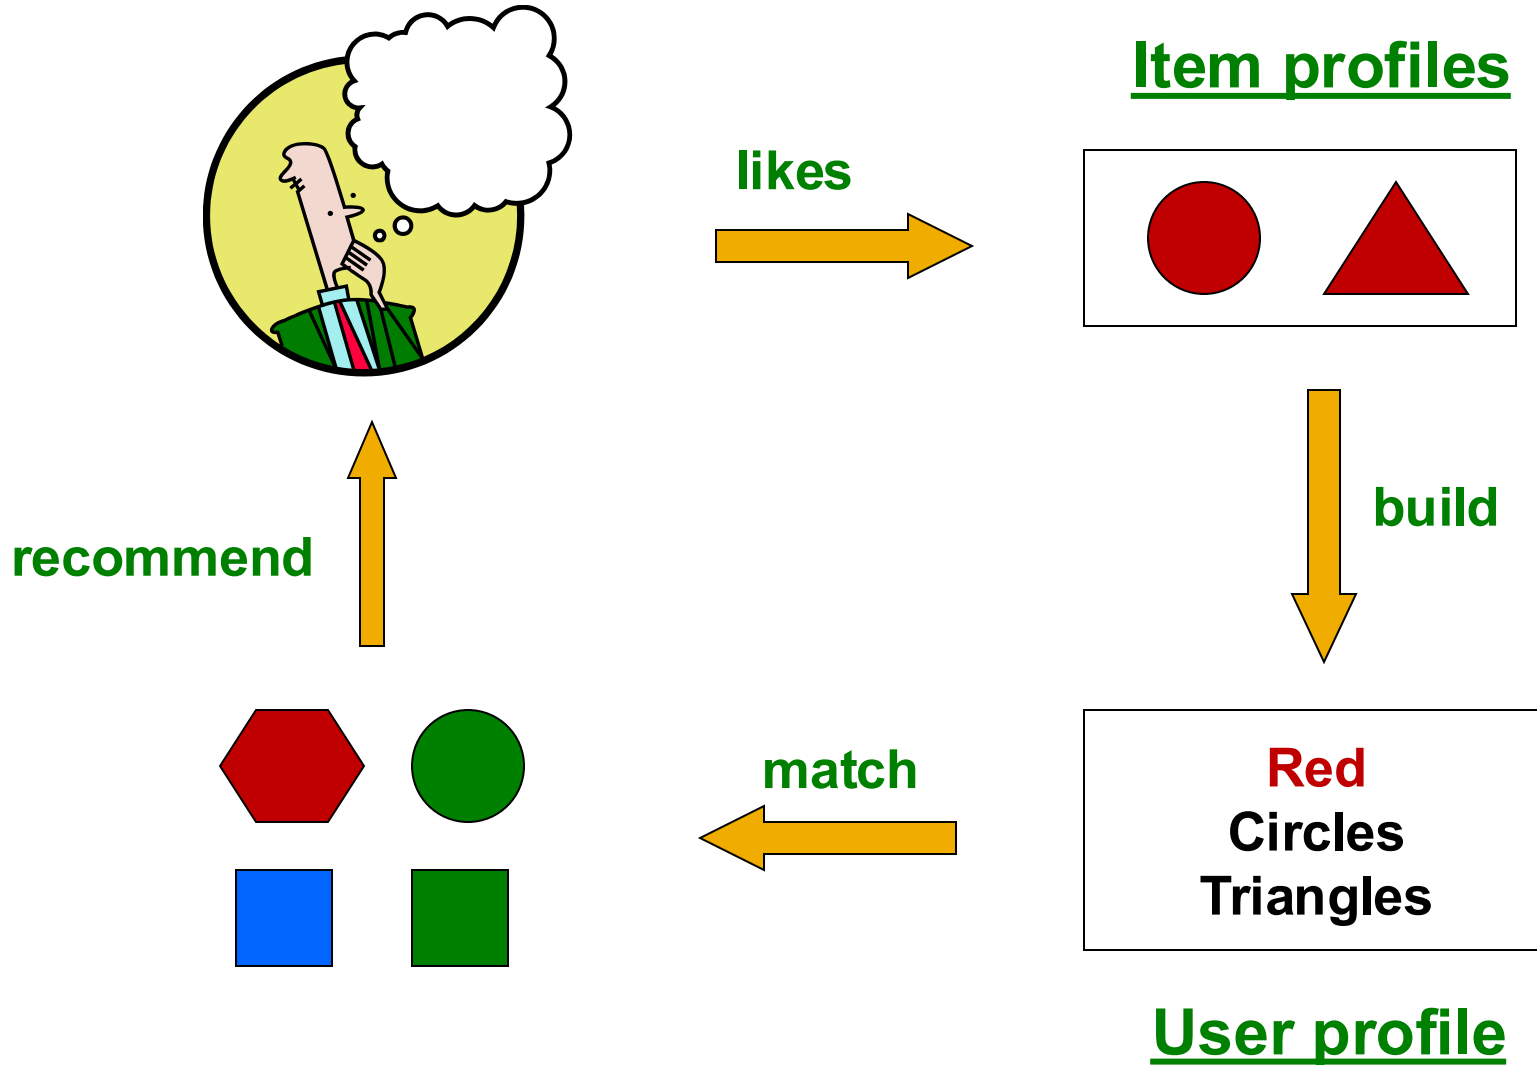 Item profiles
likes
build
recommend
match
Red
Circles
Triangles
User profile